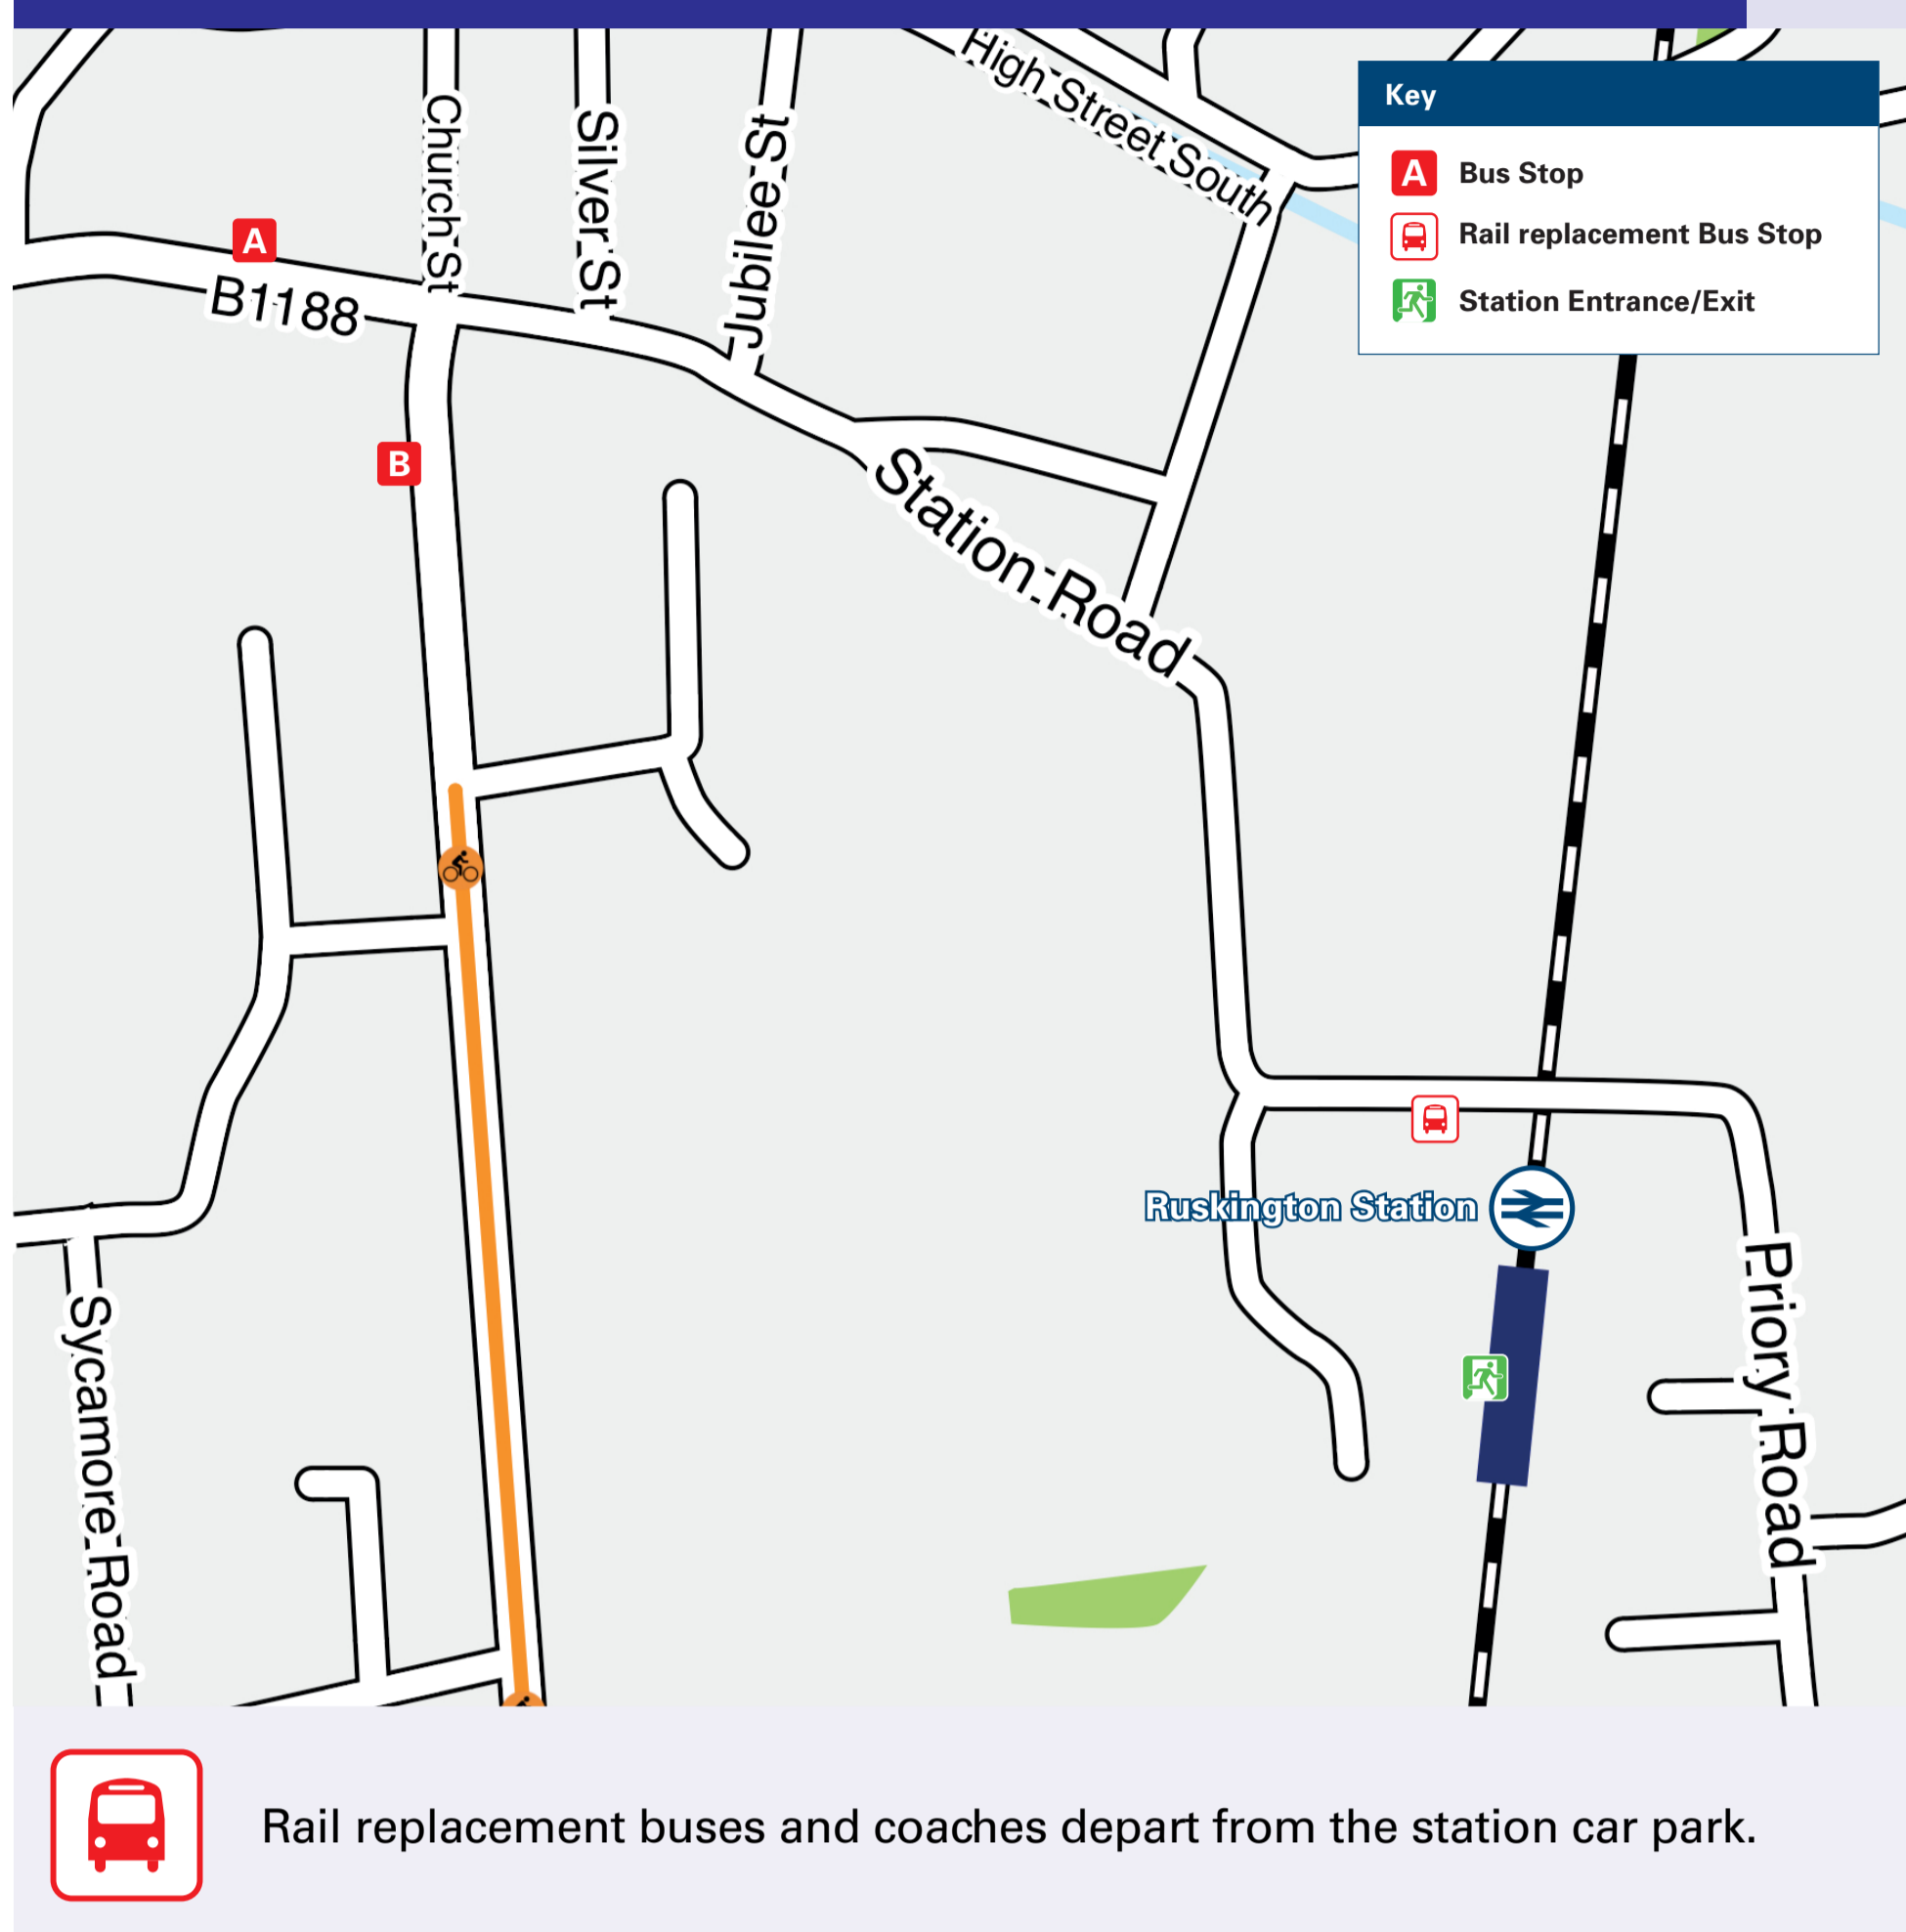 High Street South
Key
A Bus Stop
Rail replacement Bus Stop
Station Entrance/Exit
Church St
Silver St
Jubilee St
A
B1188
B
Station Road
Ruskington Station
Priory Road
Sycamore Road
Rail replacement buses and coaches depart from the station car park.